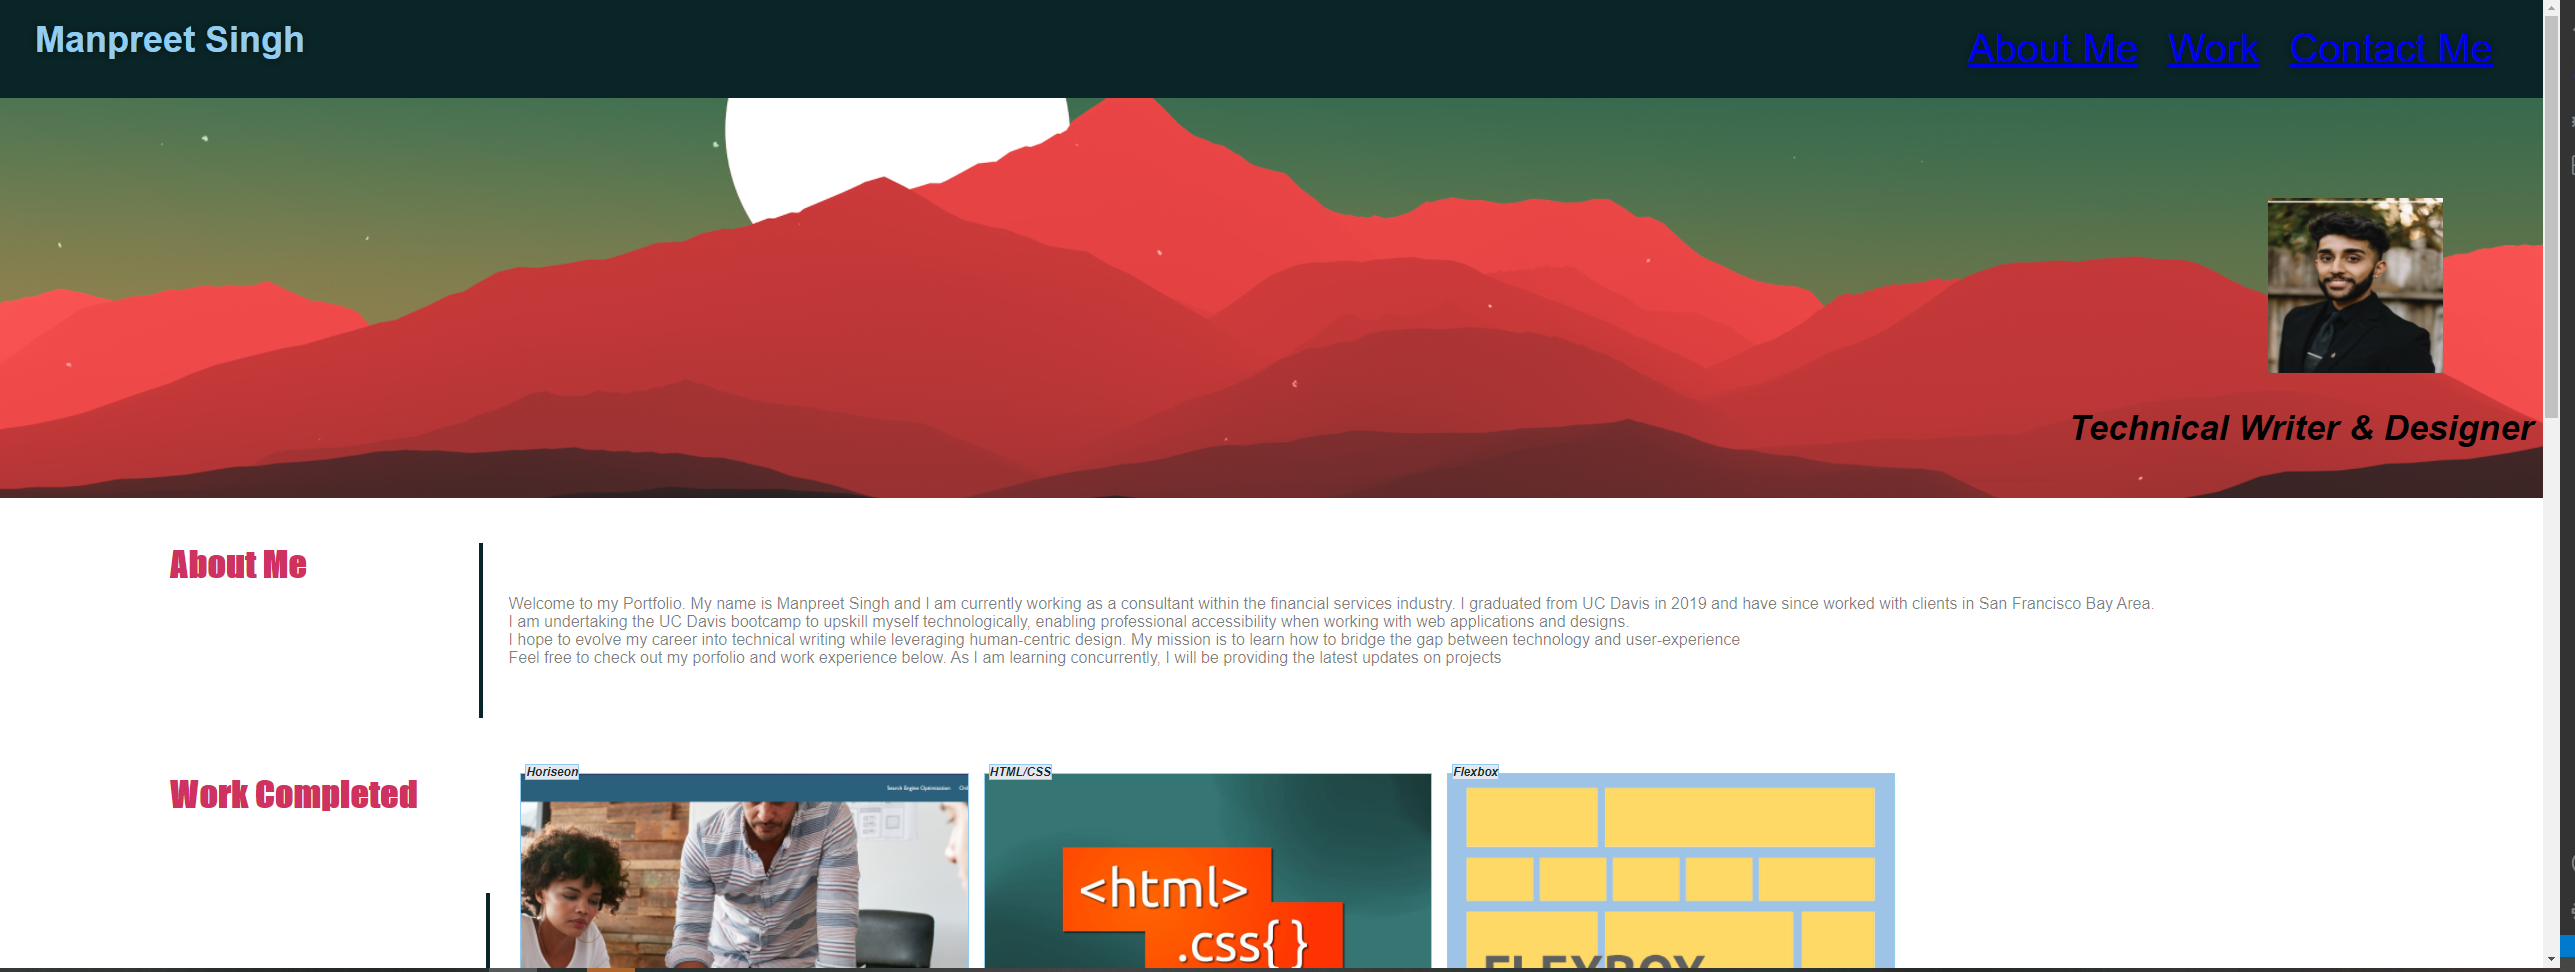 Manpreet Singh
About Me Work Contact Me
Technical Writer & Designer
About Me
Welcome to my Portfolio. My name is Manpreet Singh and I am currently working as a consultant within the financial services industry. I graduated from UC Davis in 2019 and have since worked with clients in San Francisco Bay Area.
I am undertaking the UC Davis bootcamp to upskill myself technologically, enabling professional accessibility when working with web applications and designs.
I hope to evolve my career into technical writing while leveraging human-centric design. My mission is to learn how to bridge the gap between technology and user-experience
Feel free to check out my porfolio and work experience below. As I am learning concurrently, I will be providing the latest updates on projects
Work Completed
Horiseon
Search Engine Optimization
HTML/CSS
<html>
.css{ }
Flexbox
FLEXBOX